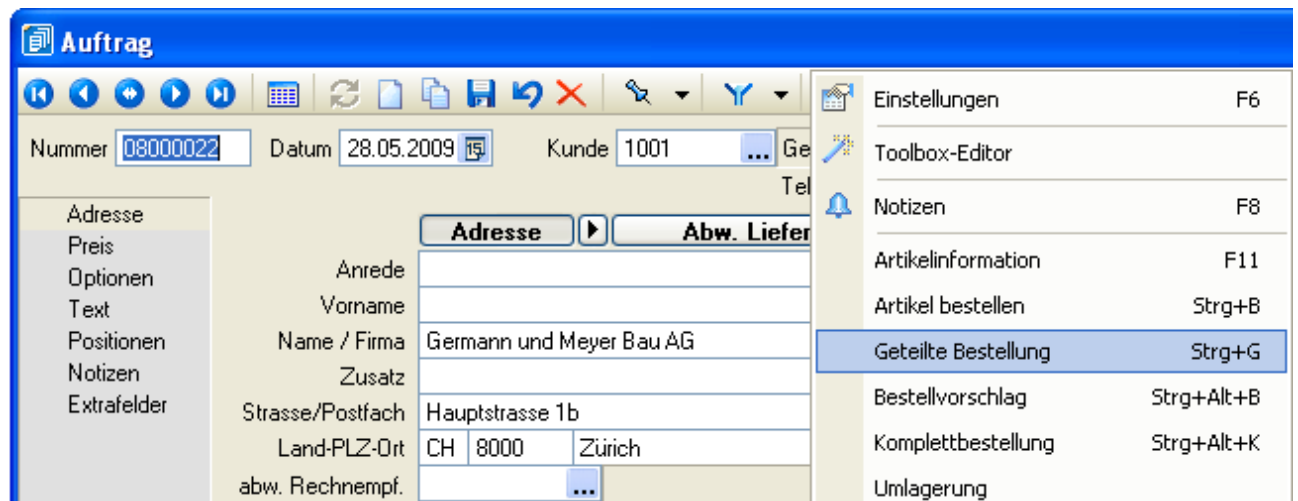 Auftrag
Nummer 08000022 Datum 28.05.2009 15 Kunde 1001 ... Ge
Tel
Adresse
Preis
Optionen
Text
Positionen
Notizen
Extrafelder
Adresse Abw. Liefer
Anrede
Vorname
Name / Firma Germann und Meyer Bau AG
Zusatz
Strasse/Postfach Hauptstrasse 1b
Land-PLZ-Ort CH 8000 Zürich
abw. Rechnempf. ...
Einstellungen F6
Toolbox-Editor
Notizen F8
Artikelinformation F11
Artikel bestellen Strg+B
Geteilte Bestellung Strg+G
Bestellvorschlag Strg+Alt+B
Komplettbestellung Strg+Alt+K
Umlagerung